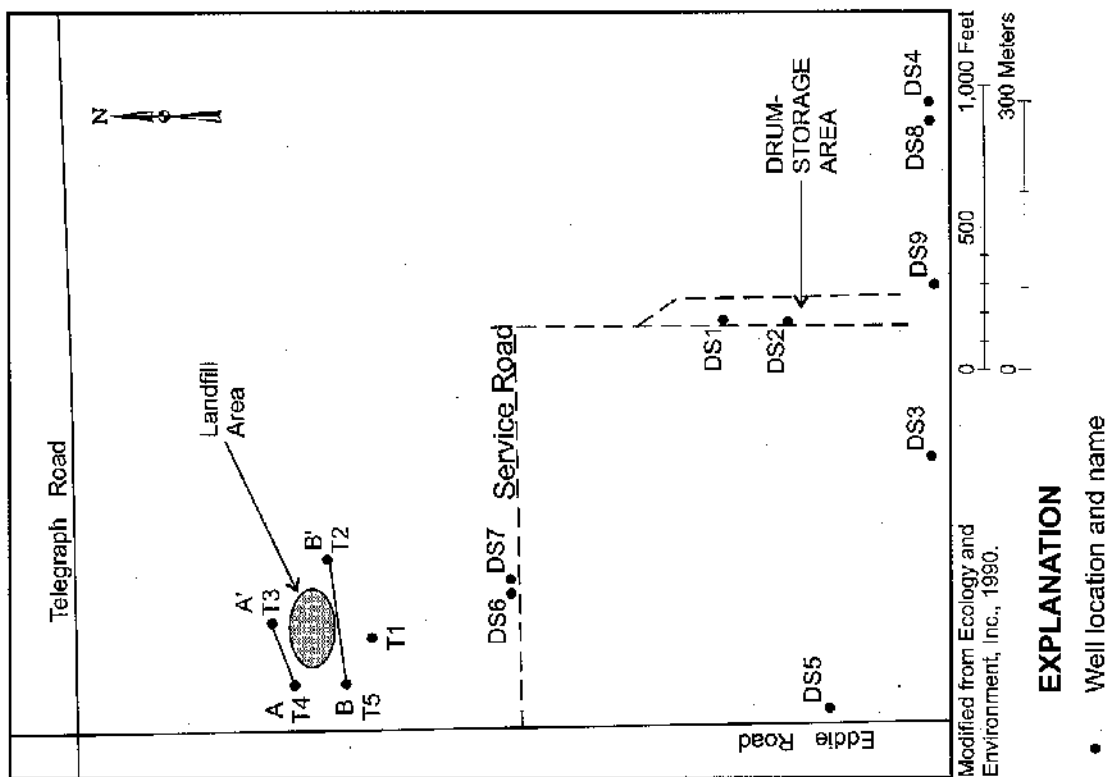 Telegraph Road
N
Landfill
Area
A'
T3
A
T4
B'
T2
B
T5
T1
DS6
DS7
Service Road
DRUM-
STORAGE
AREA
DS1
DS2
DS5
Eddie Road
DS3
DS9
DS8
DS4
Modified from Ecology and
Environment, Inc., 1990.
0 500 1,000 Feet
0 300 Meters
EXPLANATION
Well location and name